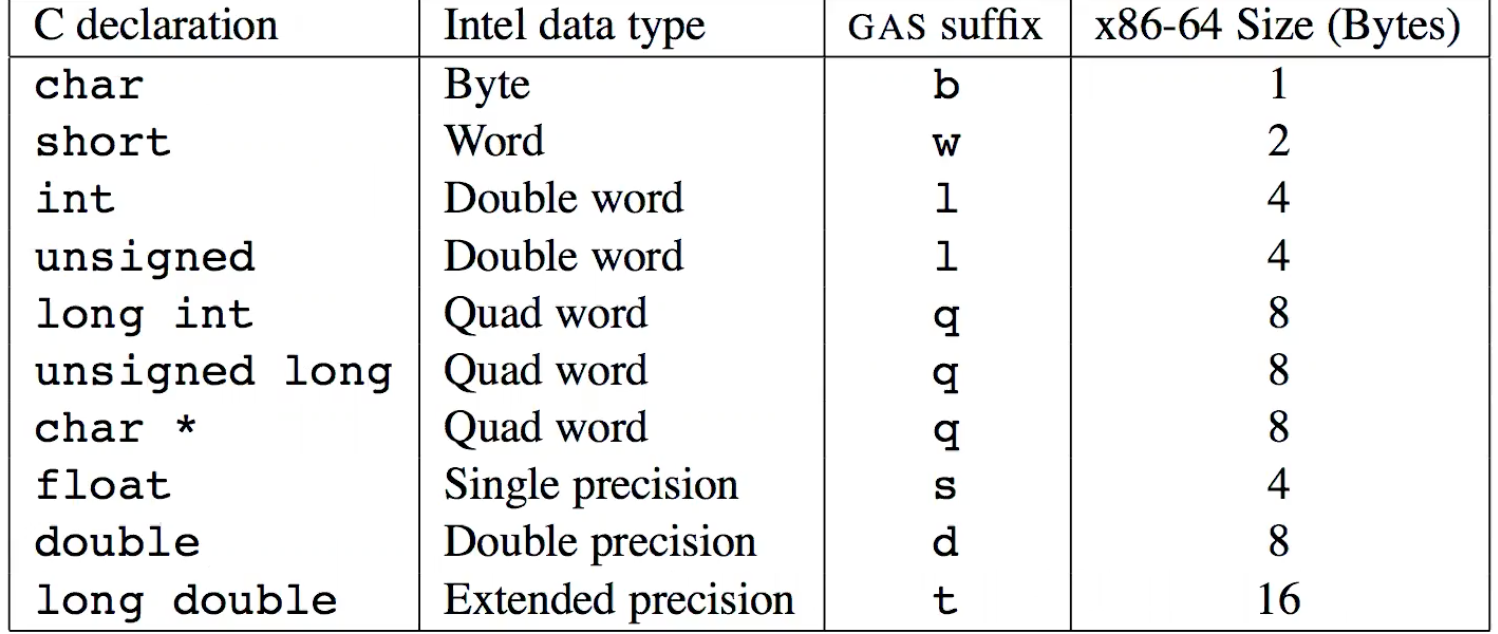 C declaration Intel data type GAS suffix x86-64 Size (Bytes)
char Byte b 1
short Word w 2
int Double word l 4
unsigned Double word l 4
long int Quad word q 8
unsigned long Quad word q 8
char * Quad word q 8
float Single precision s 4
double Double precision d 8
long double Extended precision t 16